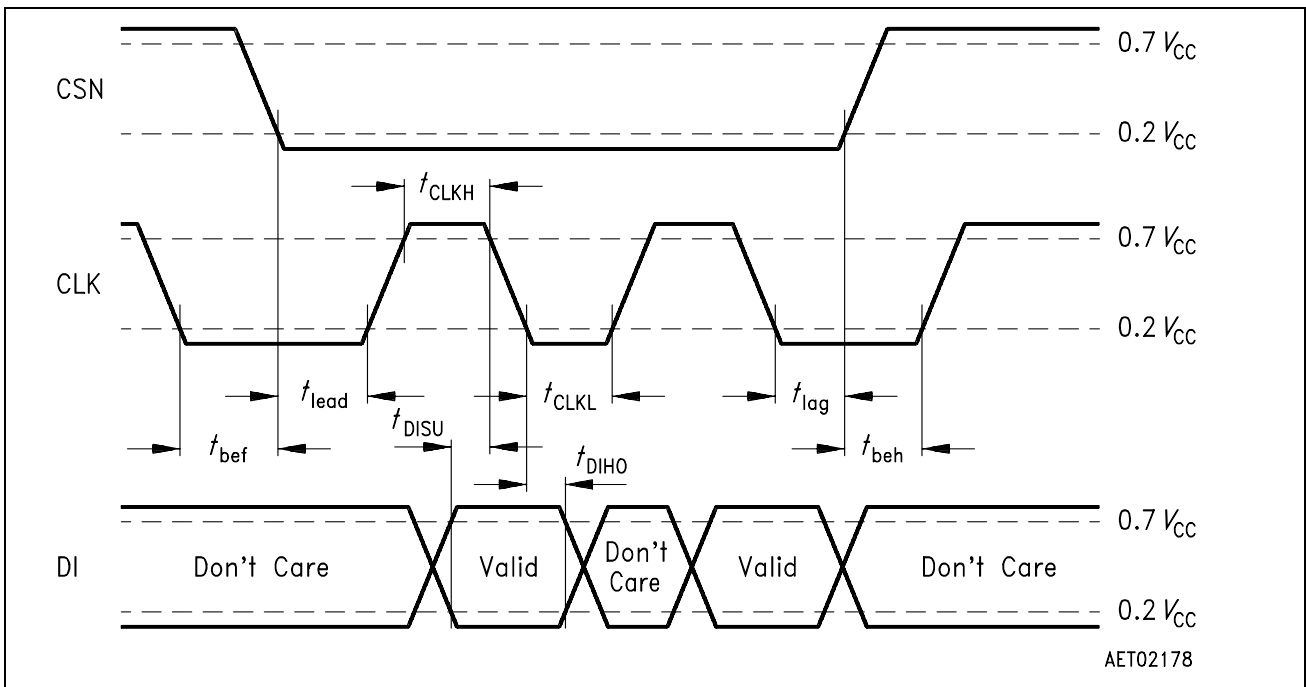 0.7 VCC
CSN
0.2 VCC
tCLKH
0.7 VCC
CLK
0.2 VCC
tlead
tCLKL
tlag
tDISU
tbef
tDIHO
tbeh
0.7 VCC
DI
Don't Care
Valid
Don't
Care
Valid
Don't Care
0.2 VCC
AET02178